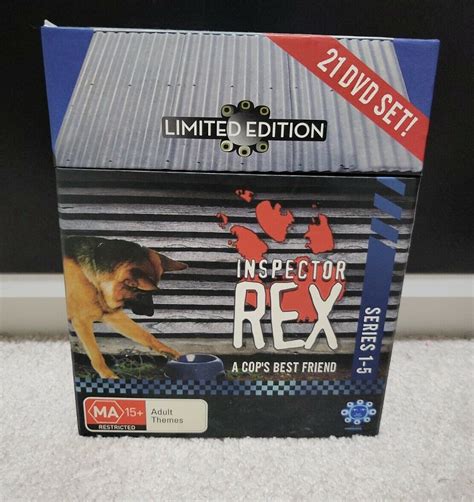 21 DVD SET!
LIMITED EDITION
INSPECTOR
REX
A COP'S BEST FRIEND
SERIES 1-5
MA 15+
RESTRICTED
Adult
Themes